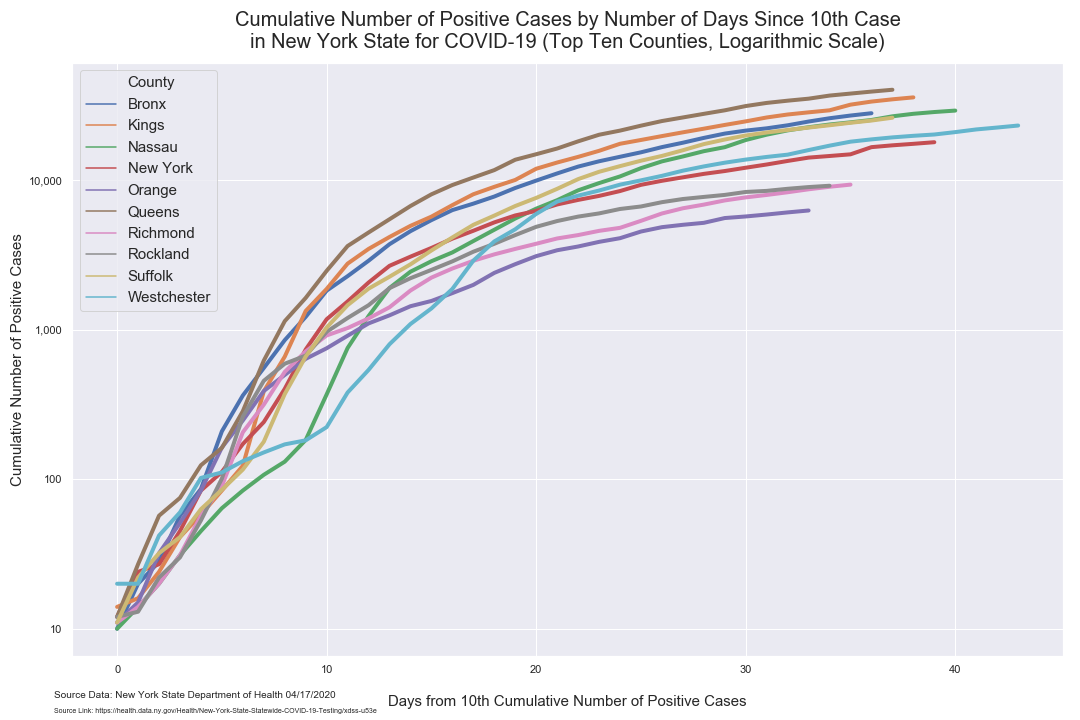 Cumulative Number of Positive Cases by Number of Days Since 10th Case
in New York State for COVID-19 (Top Ten Counties, Logarithmic Scale)
County
Bronx
Kings
Nassau
New York
Orange
Queens
Richmond
Rockland
Suffolk
Westchester
Cumulative Number of Positive Cases
10,000
1,000
100
10
0
10
20
30
40
Days from 10th Cumulative Number of Positive Cases
Source Data: New York State Department of Health 04/17/2020
Source Link: https://health.data.ny.gov/Health/New-York-State-Statewide-COVID-19-Testing/xdss-u53e